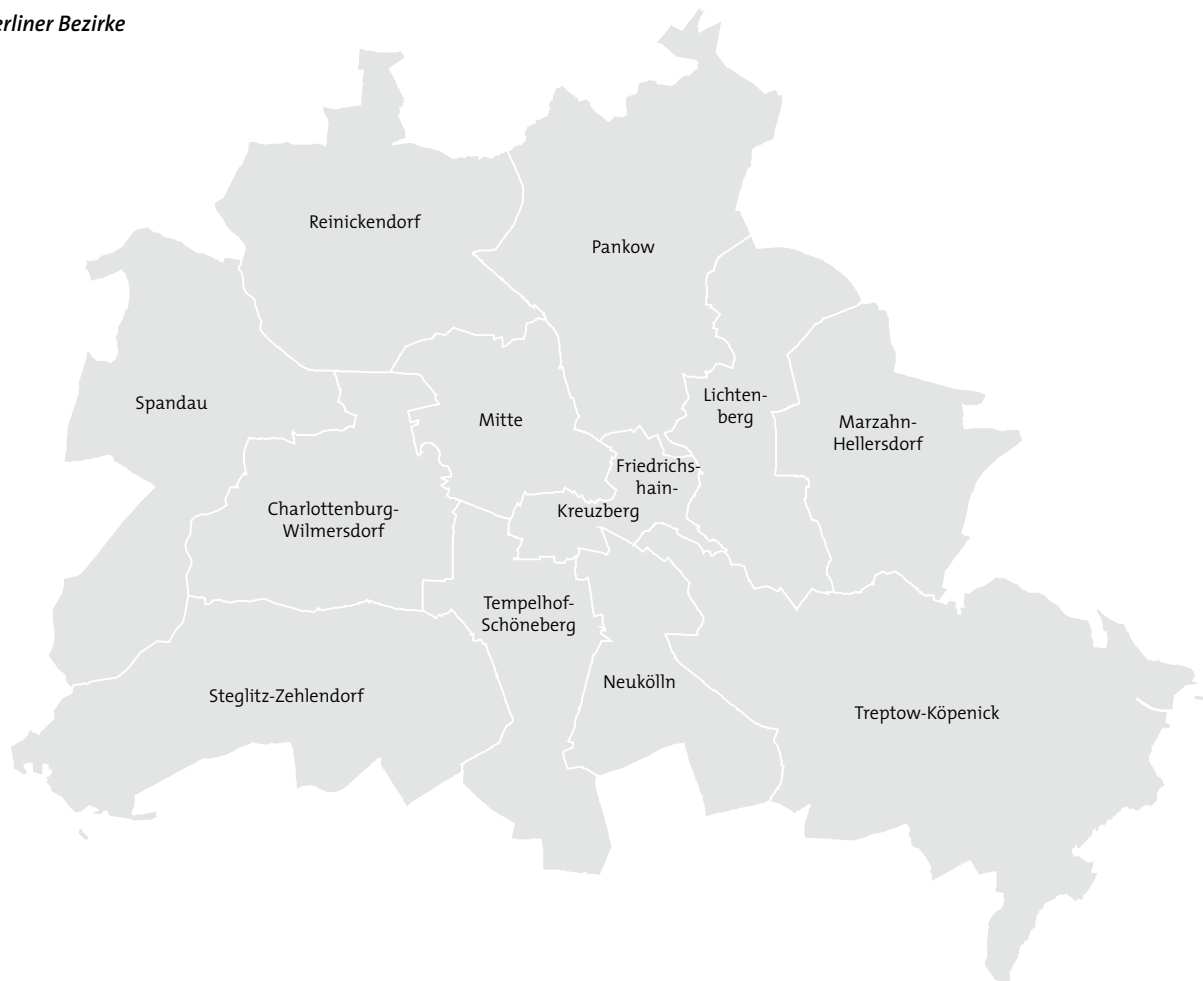 erliner Bezirke
Reinickendorf
Pankow
Spandau
Mitte
Lichten-
berg
Marzahn-
Hellersdorf
Friedrichs-
hain-
Kreuzberg
Charlottenburg-
Wilmersdorf
Tempelhof-
Schöneberg
Neukölln
Steglitz-Zehlendorf
Treptow-Köpenick